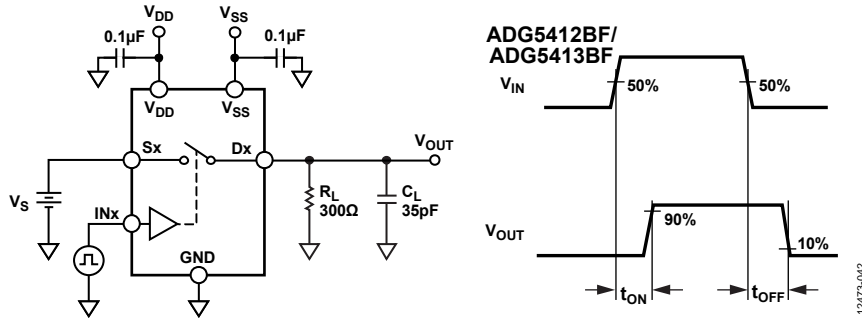 VDD
VSS
0.1µF
0.1µF
VDD
VSS
Sx
Dx
VOUT
VS
INx
RL
300Ω
CL
35pF
GND
ADG5412BF/
ADG5413BF
VIN
50%
50%
VOUT
90%
10%
tON
tOFF
12473-042